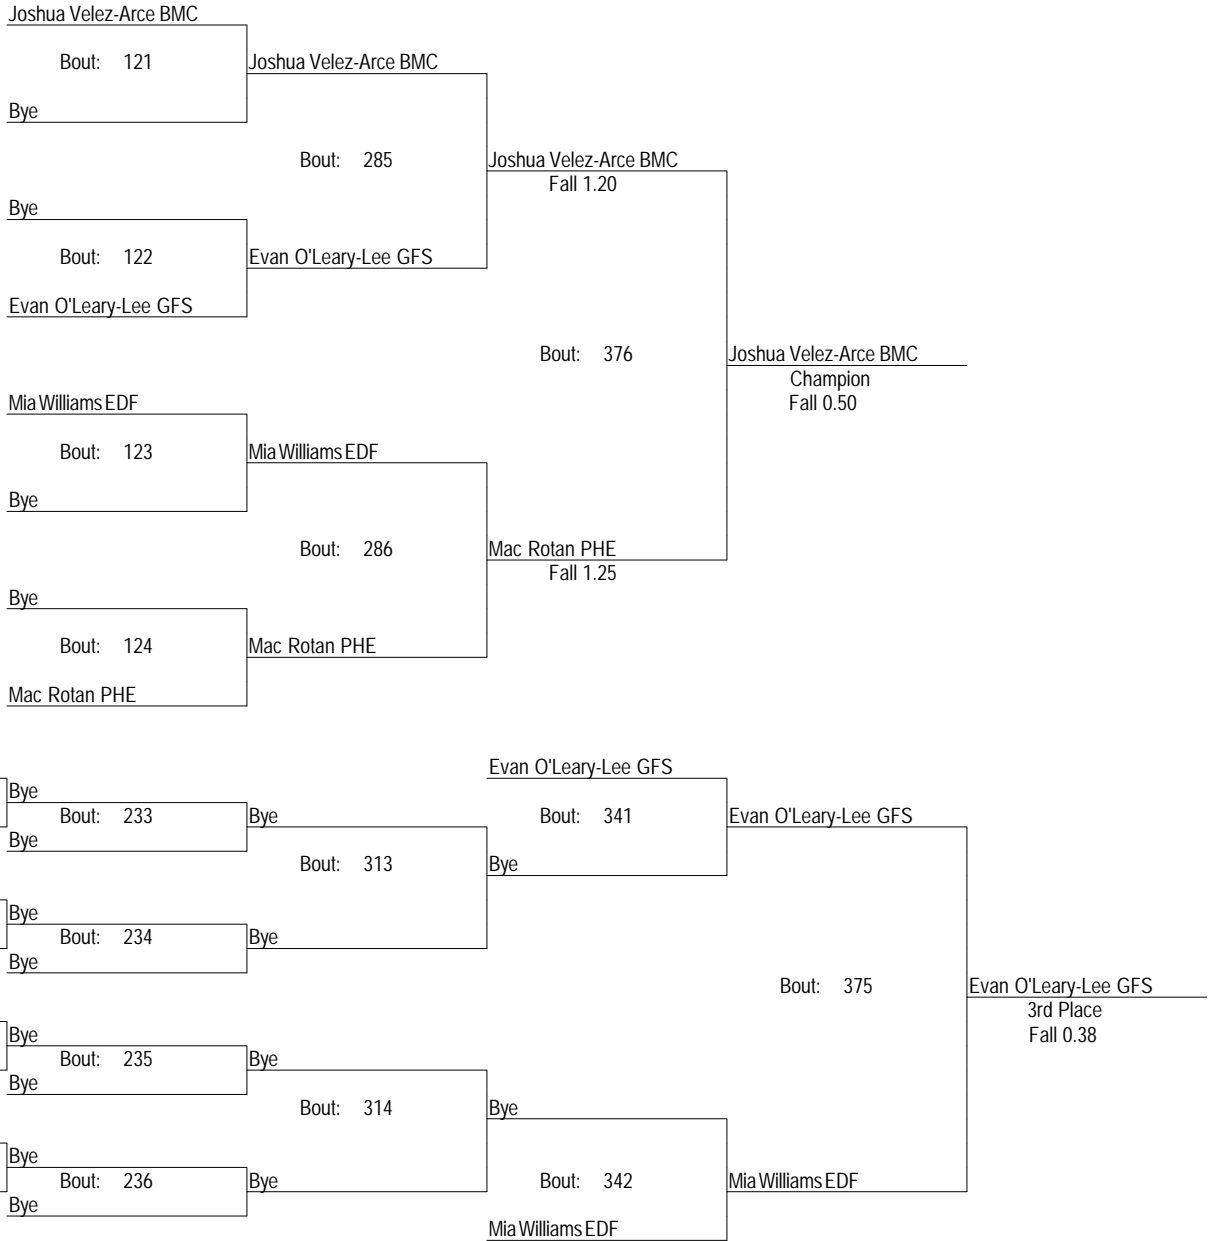 Joshua Velez-Arce BMC
Bout: 121
Joshua Velez-Arce BMC
Bye
Bout: 285
Joshua Velez-Arce BMC
Fall 1.20
Bye
Bout: 122
Evan O'Leary-Lee GFS
Evan O'Leary-Lee GFS
Bout: 376
Joshua Velez-Arce BMC
Champion
Fall 0.50
Mia Williams EDF
Bout: 123
Mia Williams EDF
Bye
Bout: 286
Mac Rotan PHE
Fall 1.25
Bye
Bout: 124
Mac Rotan PHE
Mac Rotan PHE
Evan O'Leary-Lee GFS
Bye
Bout: 233
Bye
Bout: 341
Evan O'Leary-Lee GFS
Bye
Bout: 313
Bye
Bye
Bout: 234
Bye
Bye
Bout: 375
Evan O'Leary-Lee GFS
3rd Place
Fall 0.38
Bye
Bout: 235
Bye
Bye
Bout: 314
Bye
Bye
Bout: 236
Bye
Bout: 342
Mia Williams EDF
Bye
Mia Williams EDF